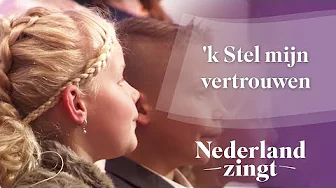 'k Stel mijn
vertrouwen
Nederland
zingt